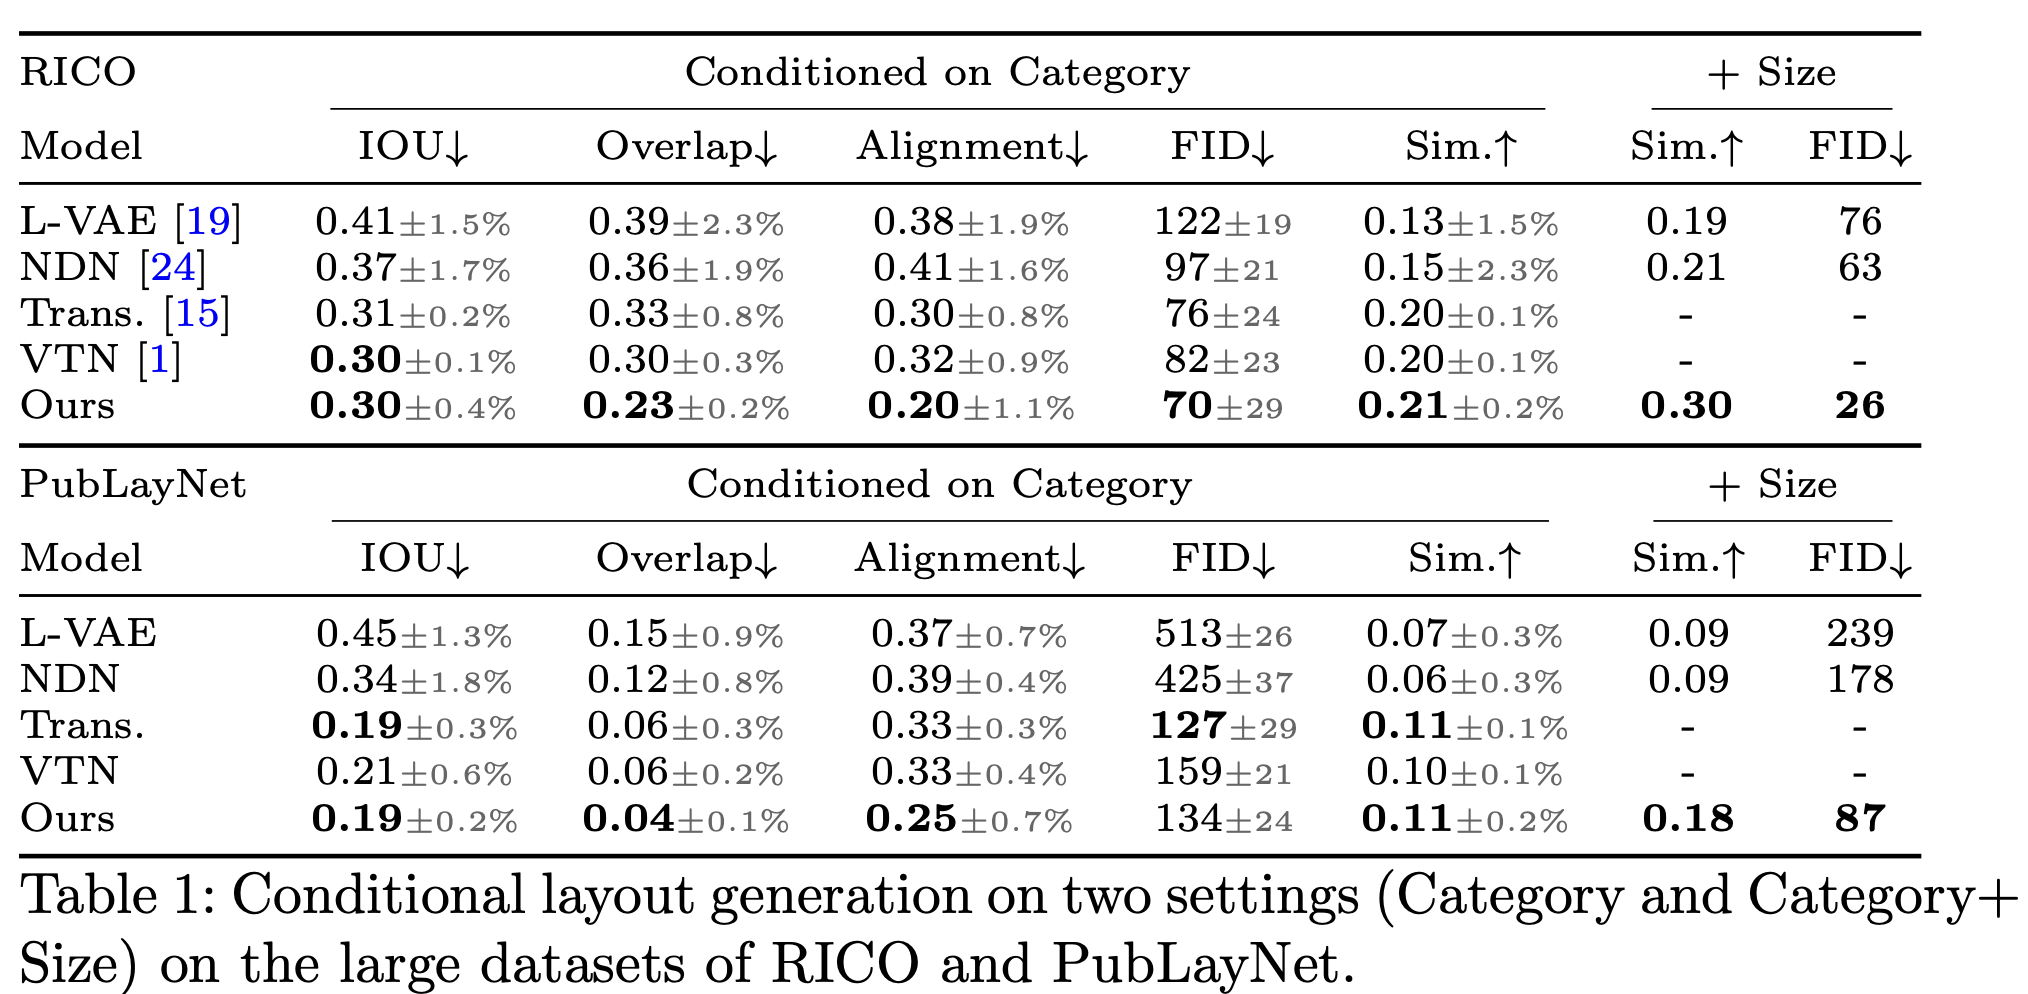 RICO Conditioned on Category + Size
Model IOU↓ Overlap↓ Alignment↓ FID↓ Sim.↑ Sim.↑ FID↓
L-VAE [19] 0.41±1.5% 0.39±2.3% 0.38±1.9% 122±19 0.13±1.5% 0.19 76
NDN [24] 0.37±1.7% 0.36±1.9% 0.41±1.6% 97±21 0.15±2.3% 0.21 63
Trans. [15] 0.31±0.2% 0.33±0.8% 0.30±0.8% 76±24 0.20±0.1% - -
VTN [1] 0.30±0.1% 0.30±0.3% 0.32±0.9% 82±23 0.20±0.1% - -
Ours 0.30±0.4% 0.23±0.2% 0.20±1.1% 70±29 0.21±0.2% 0.30 26
PubLayNet Conditioned on Category + Size
Model IOU↓ Overlap↓ Alignment↓ FID↓ Sim.↑ Sim.↑ FID↓
L-VAE 0.45±1.3% 0.15±0.9% 0.37±0.7% 513±26 0.07±0.3% 0.09 239
NDN 0.34±1.8% 0.12±0.8% 0.39±0.4% 425±37 0.06±0.3% 0.09 178
Trans. 0.19±0.3% 0.06±0.3% 0.33±0.3% 127±29 0.11±0.1% - -
VTN 0.21±0.6% 0.06±0.2% 0.33±0.4% 159±21 0.10±0.1% - -
Ours 0.19±0.2% 0.04±0.1% 0.25±0.7% 134±24 0.11±0.2% 0.18 87
Table 1: Conditional layout generation on two settings (Category and Category+
Size) on the large datasets of RICO and PubLayNet.